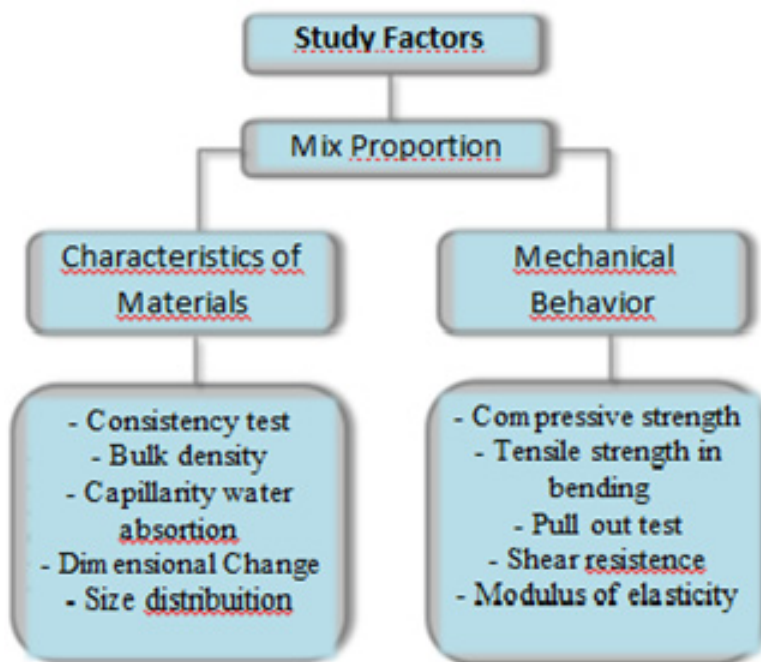 Study Factors
Mix Proportion
Characteristics of
Materials
Mechanical
Behavior
- Consistency test
- Bulk density
- Capillarity water
absortion
- Dimensional Change
- Size distribuition
- Compressive strength
- Tensile strength in
bending
- Pull out test
- Shear resistence
- Modulus of elasticity